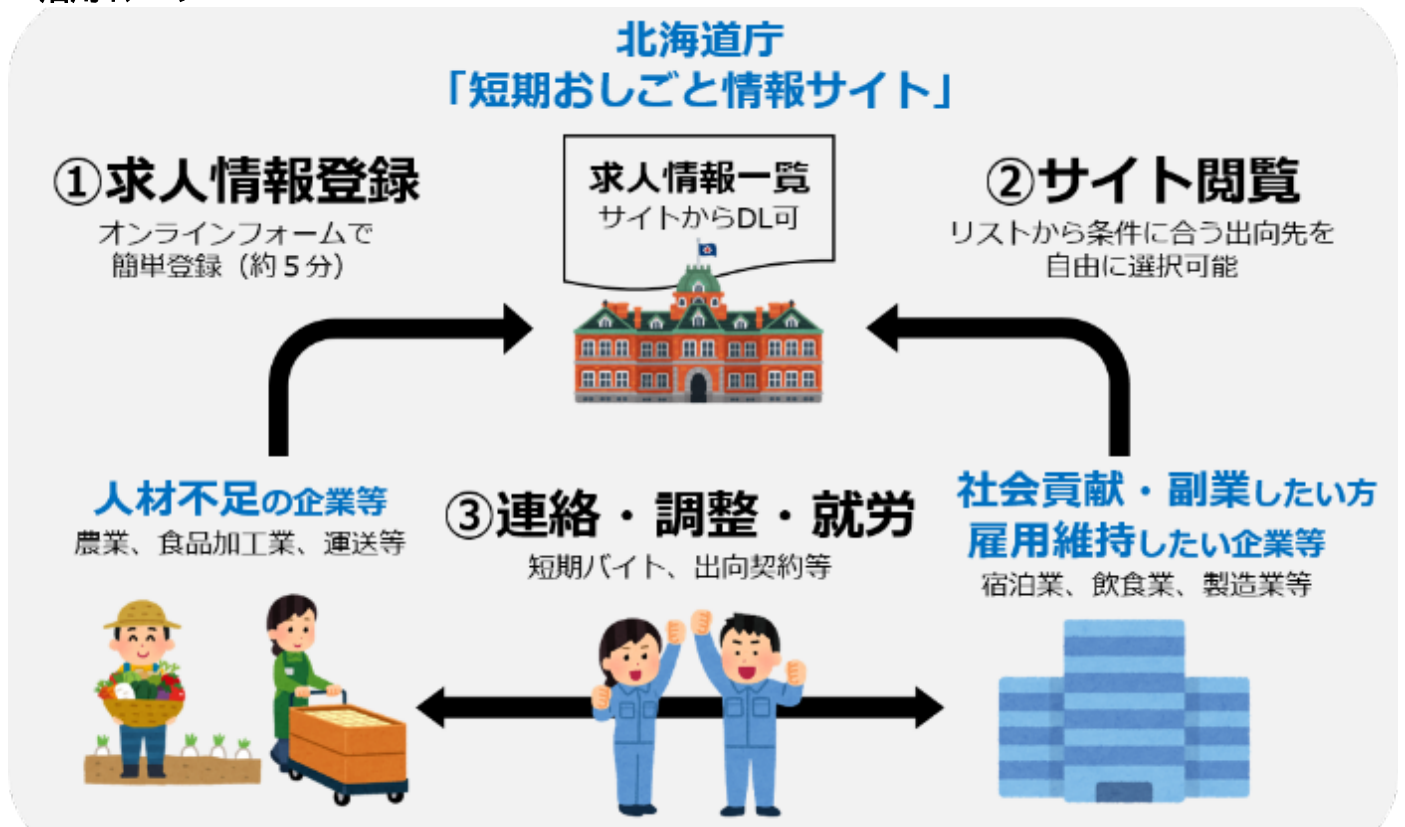 北海道庁
「短期おしごと情報サイト」
①求人情報登録
オンラインフォームで
簡単登録（約５分）
求人情報一覧
サイトからDL可
②サイト閲覧
リストから条件に合う出向先を
自由に選択可能
人材不足の企業等
農業、食品加工業、運送等
③連絡・調整・就労
短期バイト、出向契約等
社会貢献・副業したい方
雇用維持したい企業等
宿泊業、飲食業、製造業等